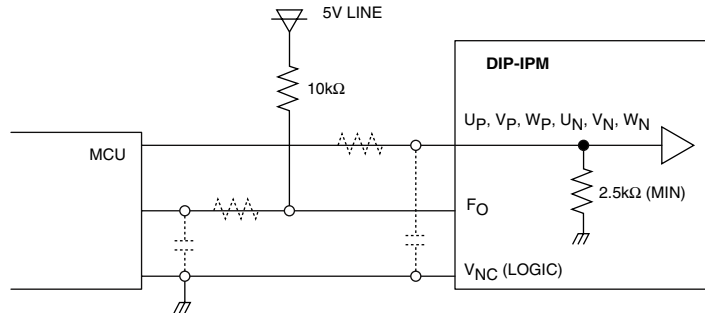 5V LINE
DIP-IPM
10kΩ
UP, VP, WP, UN, VN, WN
MCU
2.5kΩ (MIN)
FO
VNC (LOGIC)